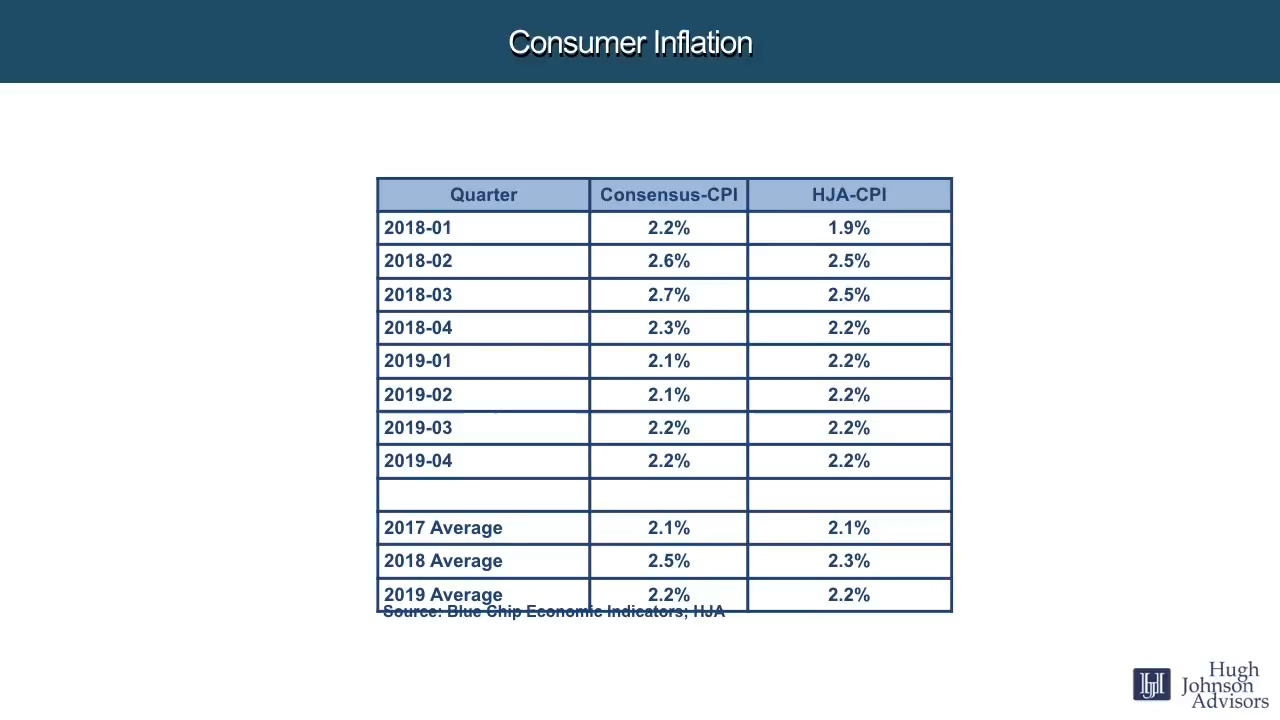 Consumer Inflation
Quarter Consensus-CPI HJA-CPI
2018-01 2.2% 1.9%
2018-02 2.6% 2.5%
2018-03 2.7% 2.5%
2018-04 2.3% 2.2%
2019-01 2.1% 2.2%
2019-02 2.1% 2.2%
2019-03 2.2% 2.2%
2019-04 2.2% 2.2%
2017 Average 2.1% 2.1%
2018 Average 2.5% 2.3%
2019 Average 2.2% 2.2%
Source: Blue Chip Economic Indicators; HJA
HJ Hugh
Johnson
Advisors